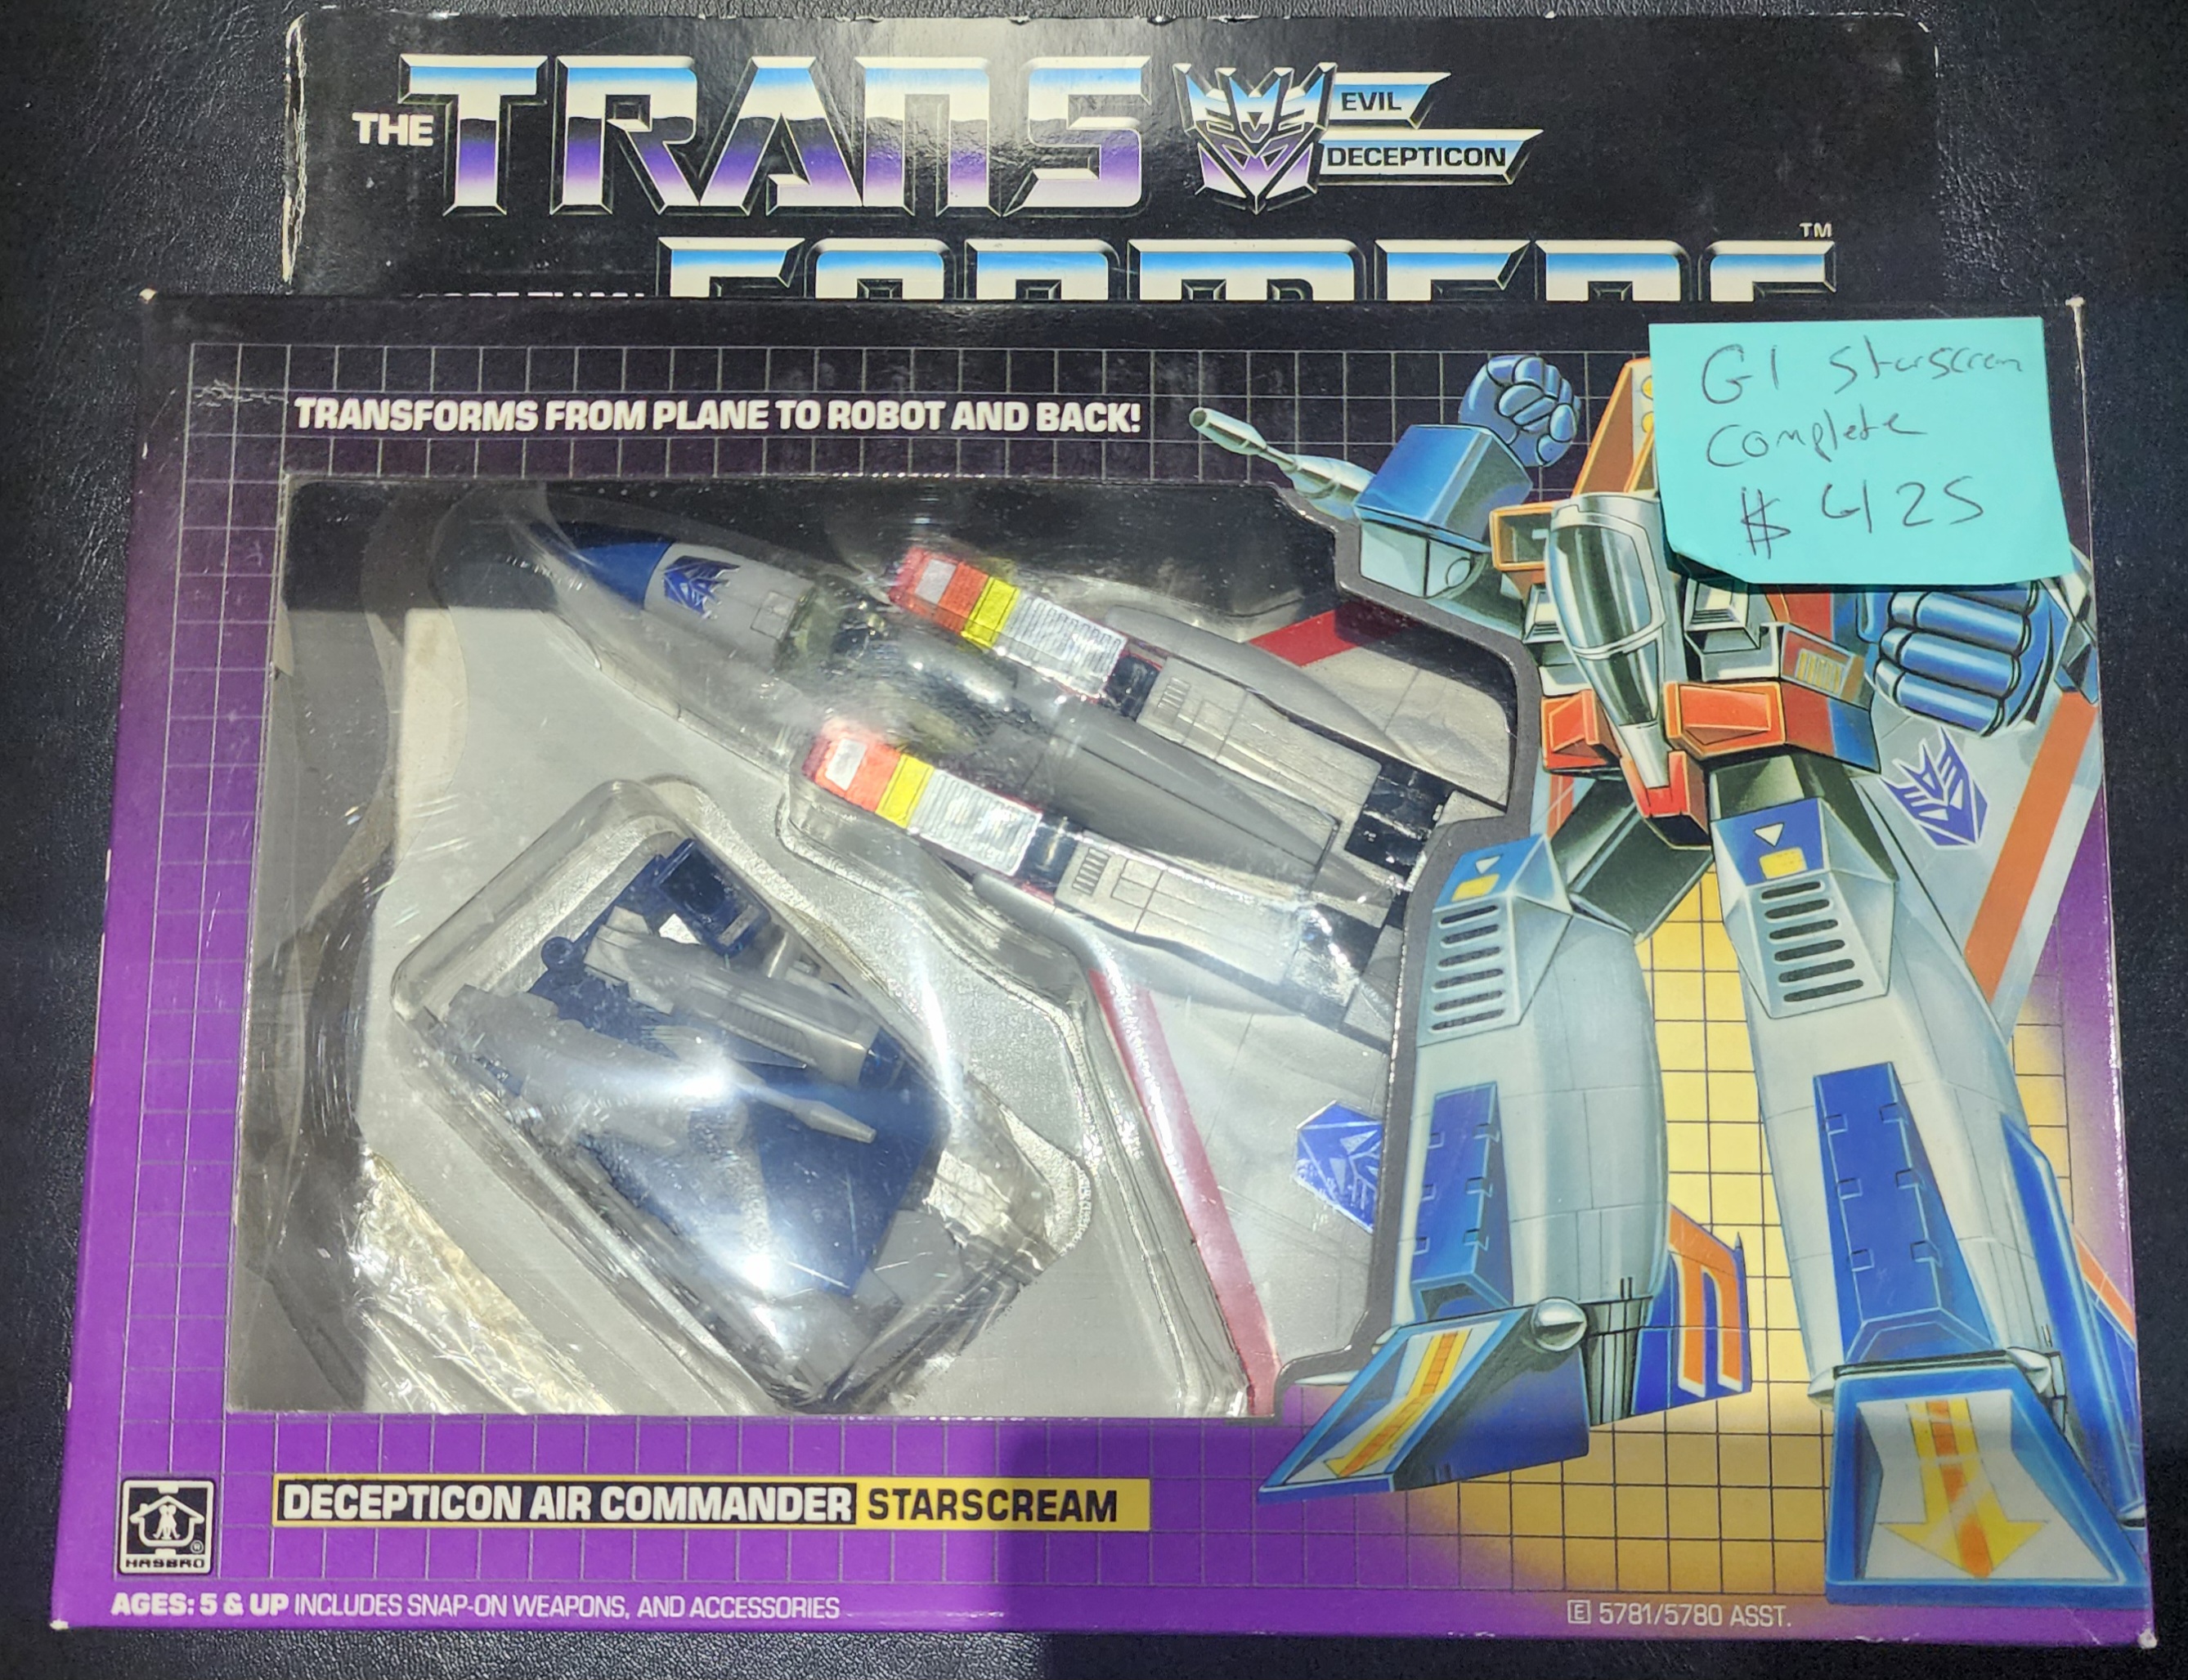 THE TRANS EVIL DECEPTICON
FORMERS™
G1 Starscream
Complete
$ 425
TRANSFORMS FROM PLANE TO ROBOT AND BACK!
DECEPTICON AIR COMMANDER STARSCREAM
HASBRO ®
AGES: 5 & UP INCLUDES SNAP-ON WEAPONS, AND ACCESSORIES
E 5781/5780 ASST.